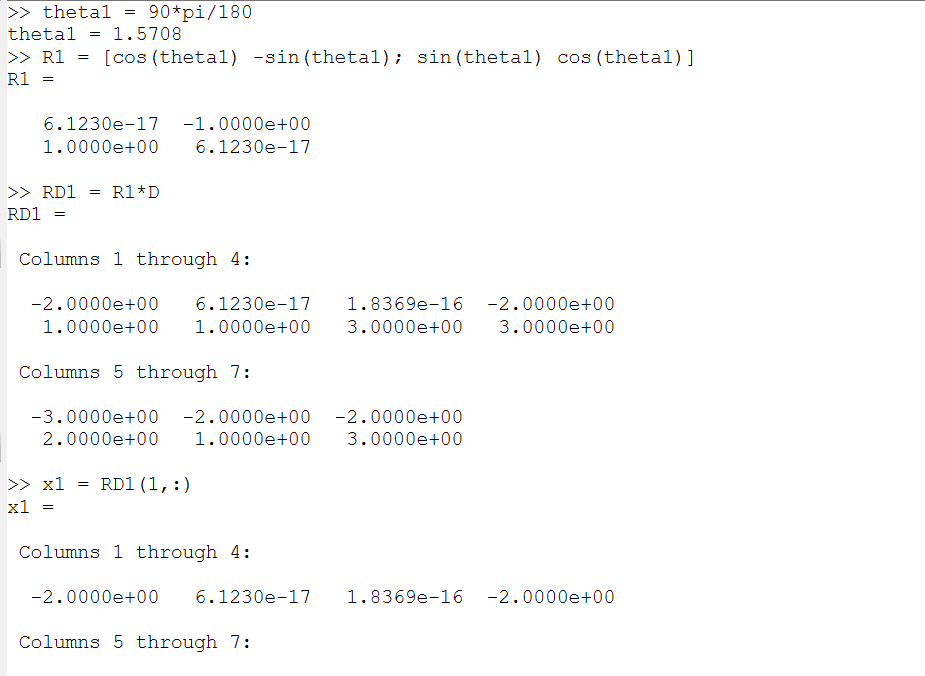 >> theta1 = 90*pi/180
theta1 = 1.5708
>> R1 = [cos(theta1) -sin(theta1); sin(theta1) cos(theta1)]
R1 =
6.1230e-17 -1.0000e+00
1.0000e+00 6.1230e-17
>> RD1 = R1*D
RD1 =
Columns 1 through 4:
-2.0000e+00 6.1230e-17 1.8369e-16 -2.0000e+00
1.0000e+00 1.0000e+00 3.0000e+00 3.0000e+00
Columns 5 through 7:
-3.0000e+00 -2.0000e+00 -2.0000e+00
2.0000e+00 1.0000e+00 3.0000e+00
>> x1 = RD1(1,:)
x1 =
Columns 1 through 4:
-2.0000e+00 6.1230e-17 1.8369e-16 -2.0000e+00
Columns 5 through 7: